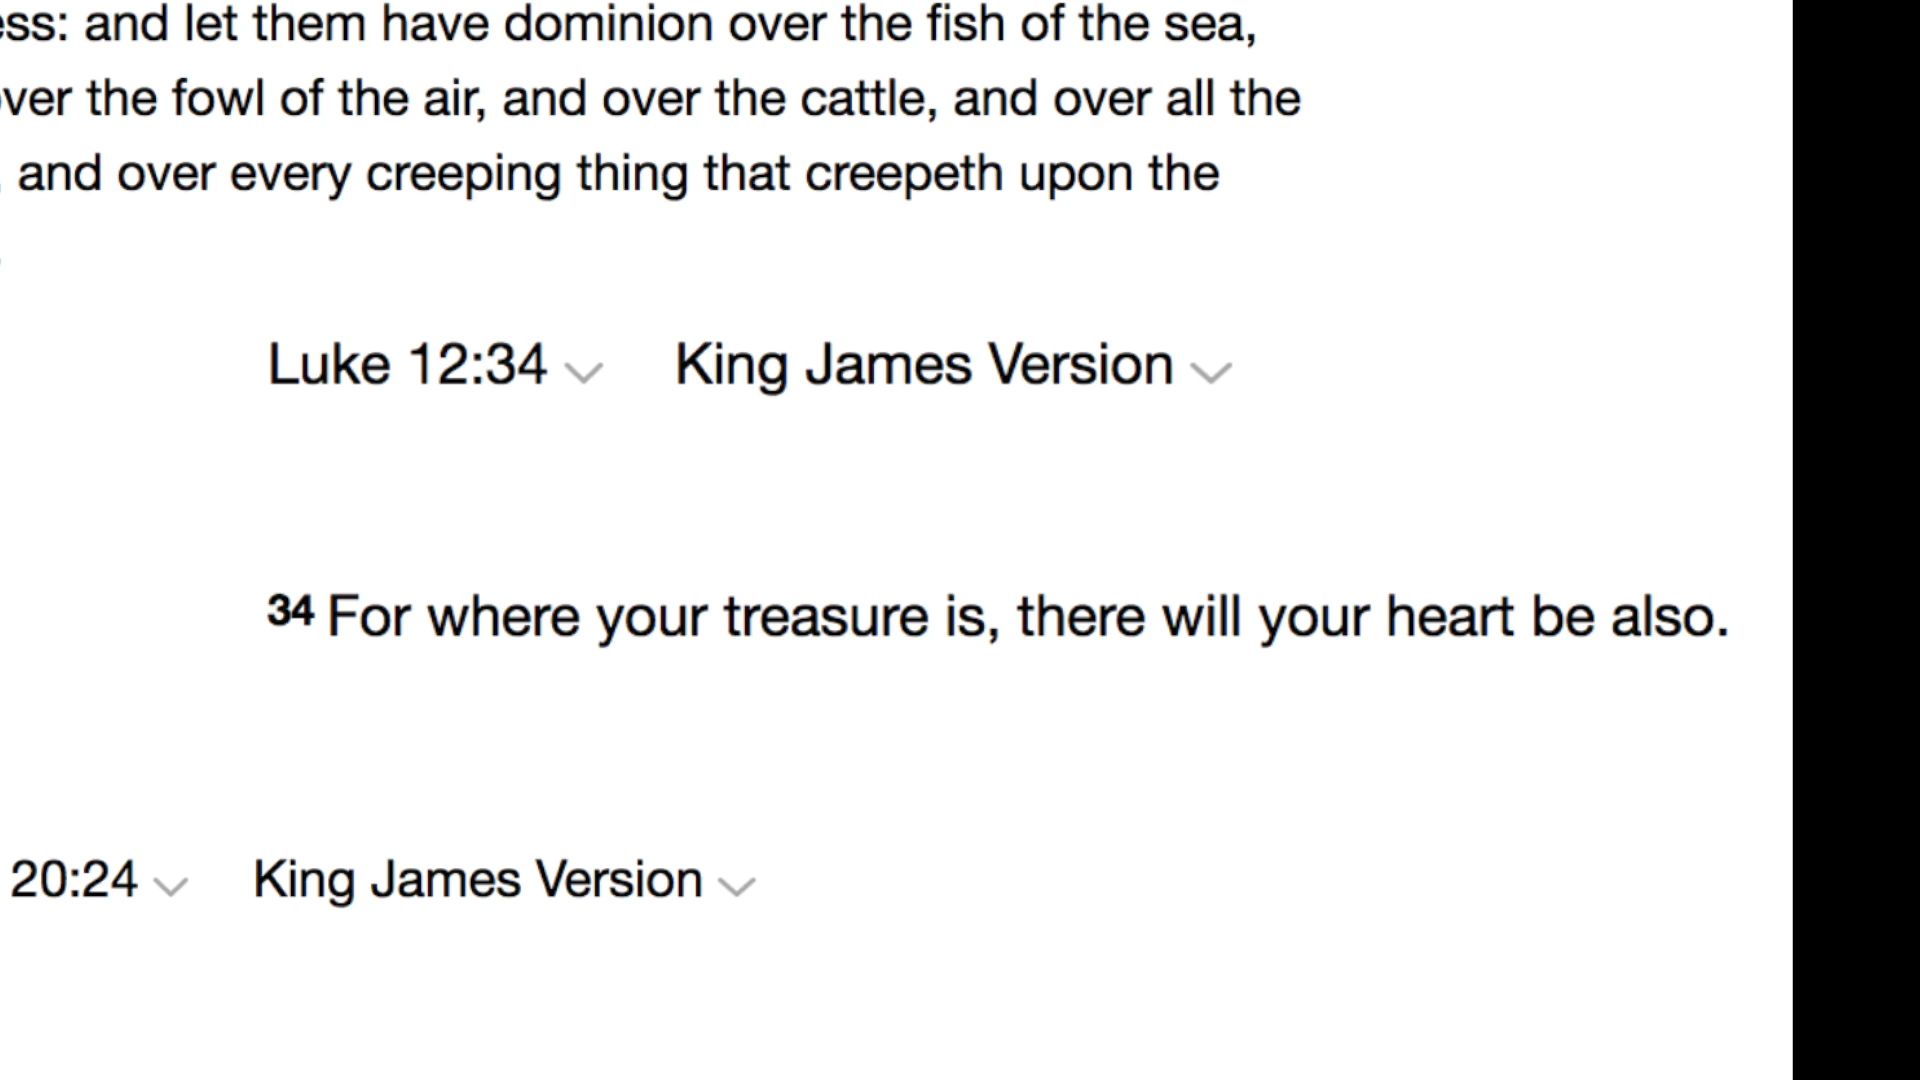 and let them have dominion over the fish of the sea,
the fowl of the air, and over the cattle, and over all the
and over every creeping thing that creepeth upon the
Luke 12:34 King James Version
34 For where your treasure is, there will your heart be also.
20:24 King James Version